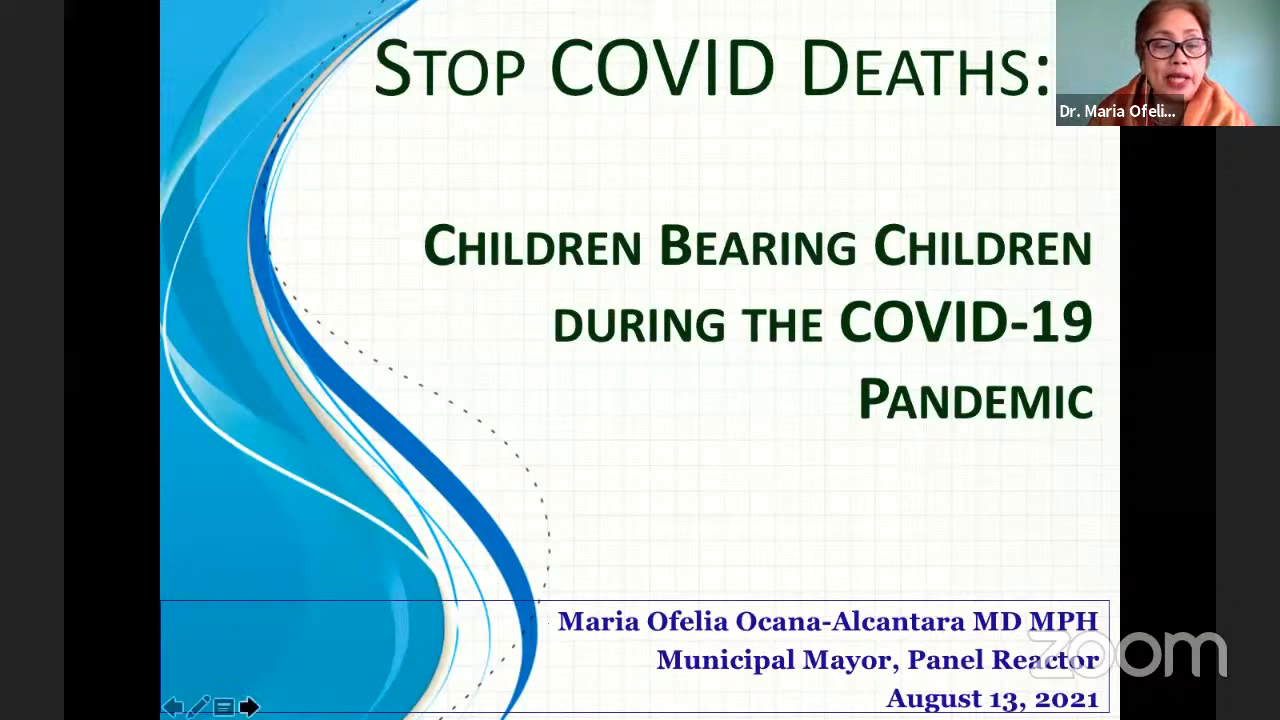 STOP COVID DEATHS:
Dr. Maria Ofeli...
CHILDREN BEARING CHILDREN
DURING THE COVID-19
PANDEMIC
Maria Ofelia Ocana-Alcantara MD MPH
Municipal Mayor, Panel Reactor
August 13, 2021
zoom